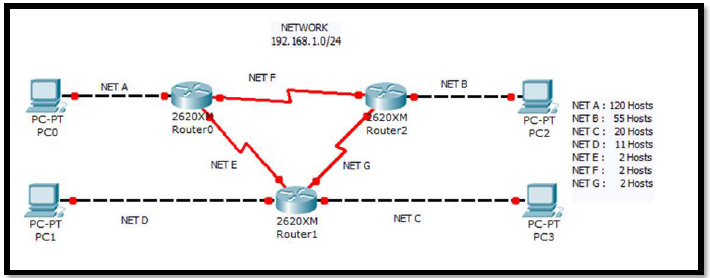 NETWORK
192.168.1.0/24
NET A
NET F
NET B
PC-PT
PC0
2620XM
Router0
2620XM
Router2
PC-PT
PC2
NET A : 120 Hosts
NET B : 55 Hosts
NET C : 20 Hosts
NET D : 11 Hosts
NET E : 2 Hosts
NET F : 2 Hosts
NET G : 2 Hosts
NET E
NET G
PC-PT
PC1
NET D
2620XM
Router1
NET C
PC-PT
PC3